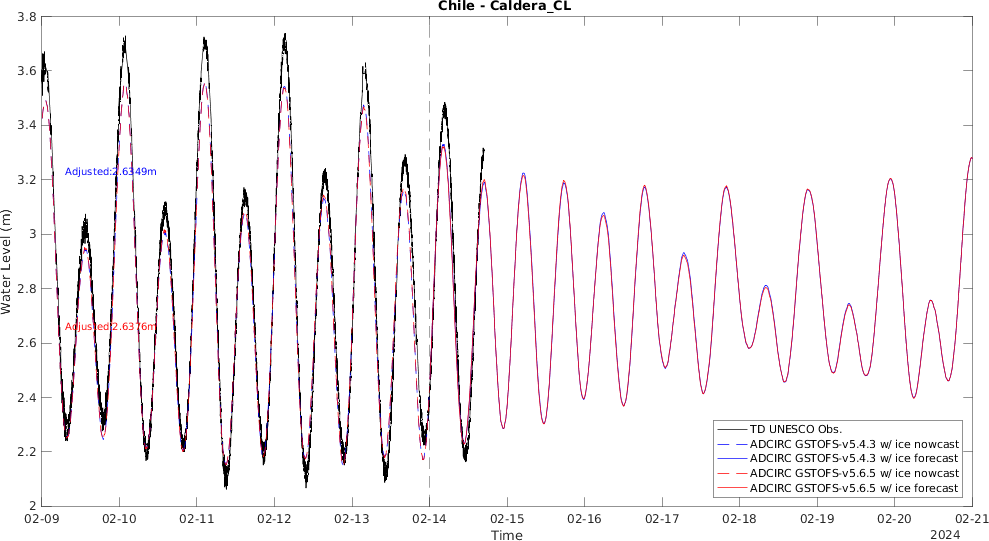 Chile - Caldera_CL
3.8
3.6
3.4
3.2
3
2.8
2.6
2.4
2.2
2
Water Level (m)
Adjusted:2.6349m
Adjusted:2.6376m
TD UNESCO Obs.
ADCIRC GSTOFS-v5.4.3 w/ ice nowcast
ADCIRC GSTOFS-v5.4.3 w/ ice forecast
ADCIRC GSTOFS-v5.6.5 w/ ice nowcast
ADCIRC GSTOFS-v5.6.5 w/ ice forecast
02-09 02-10 02-11 02-12 02-13 02-14 02-15 02-16 02-17 02-18 02-19 02-20 02-21
Time
2024